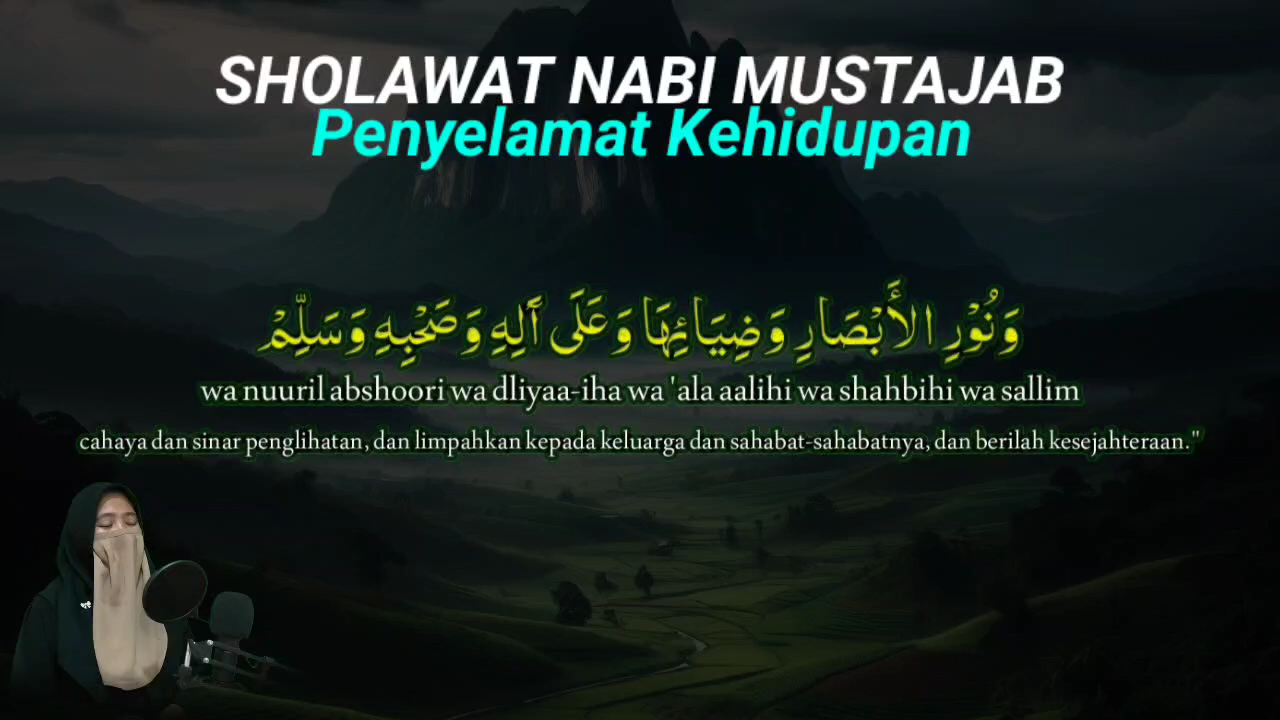 SHOLAWAT NABI MUSTAJAB
Penyelamat Kehidupan
وَنُوْرِ الأَبْصَارِ وَضِيَائِهَا وَعَلَى آلِهِ وَصَحْبِهِ وَسَلِّمْ
wa nuuril abshoori wa dliyaa-iha wa 'ala aalihi wa shahbihi wa sallim
cahaya dan sinar penglihatan, dan limpahkan kepada keluarga dan sahabat-sahabatnya, dan berilah kesejahteraan."